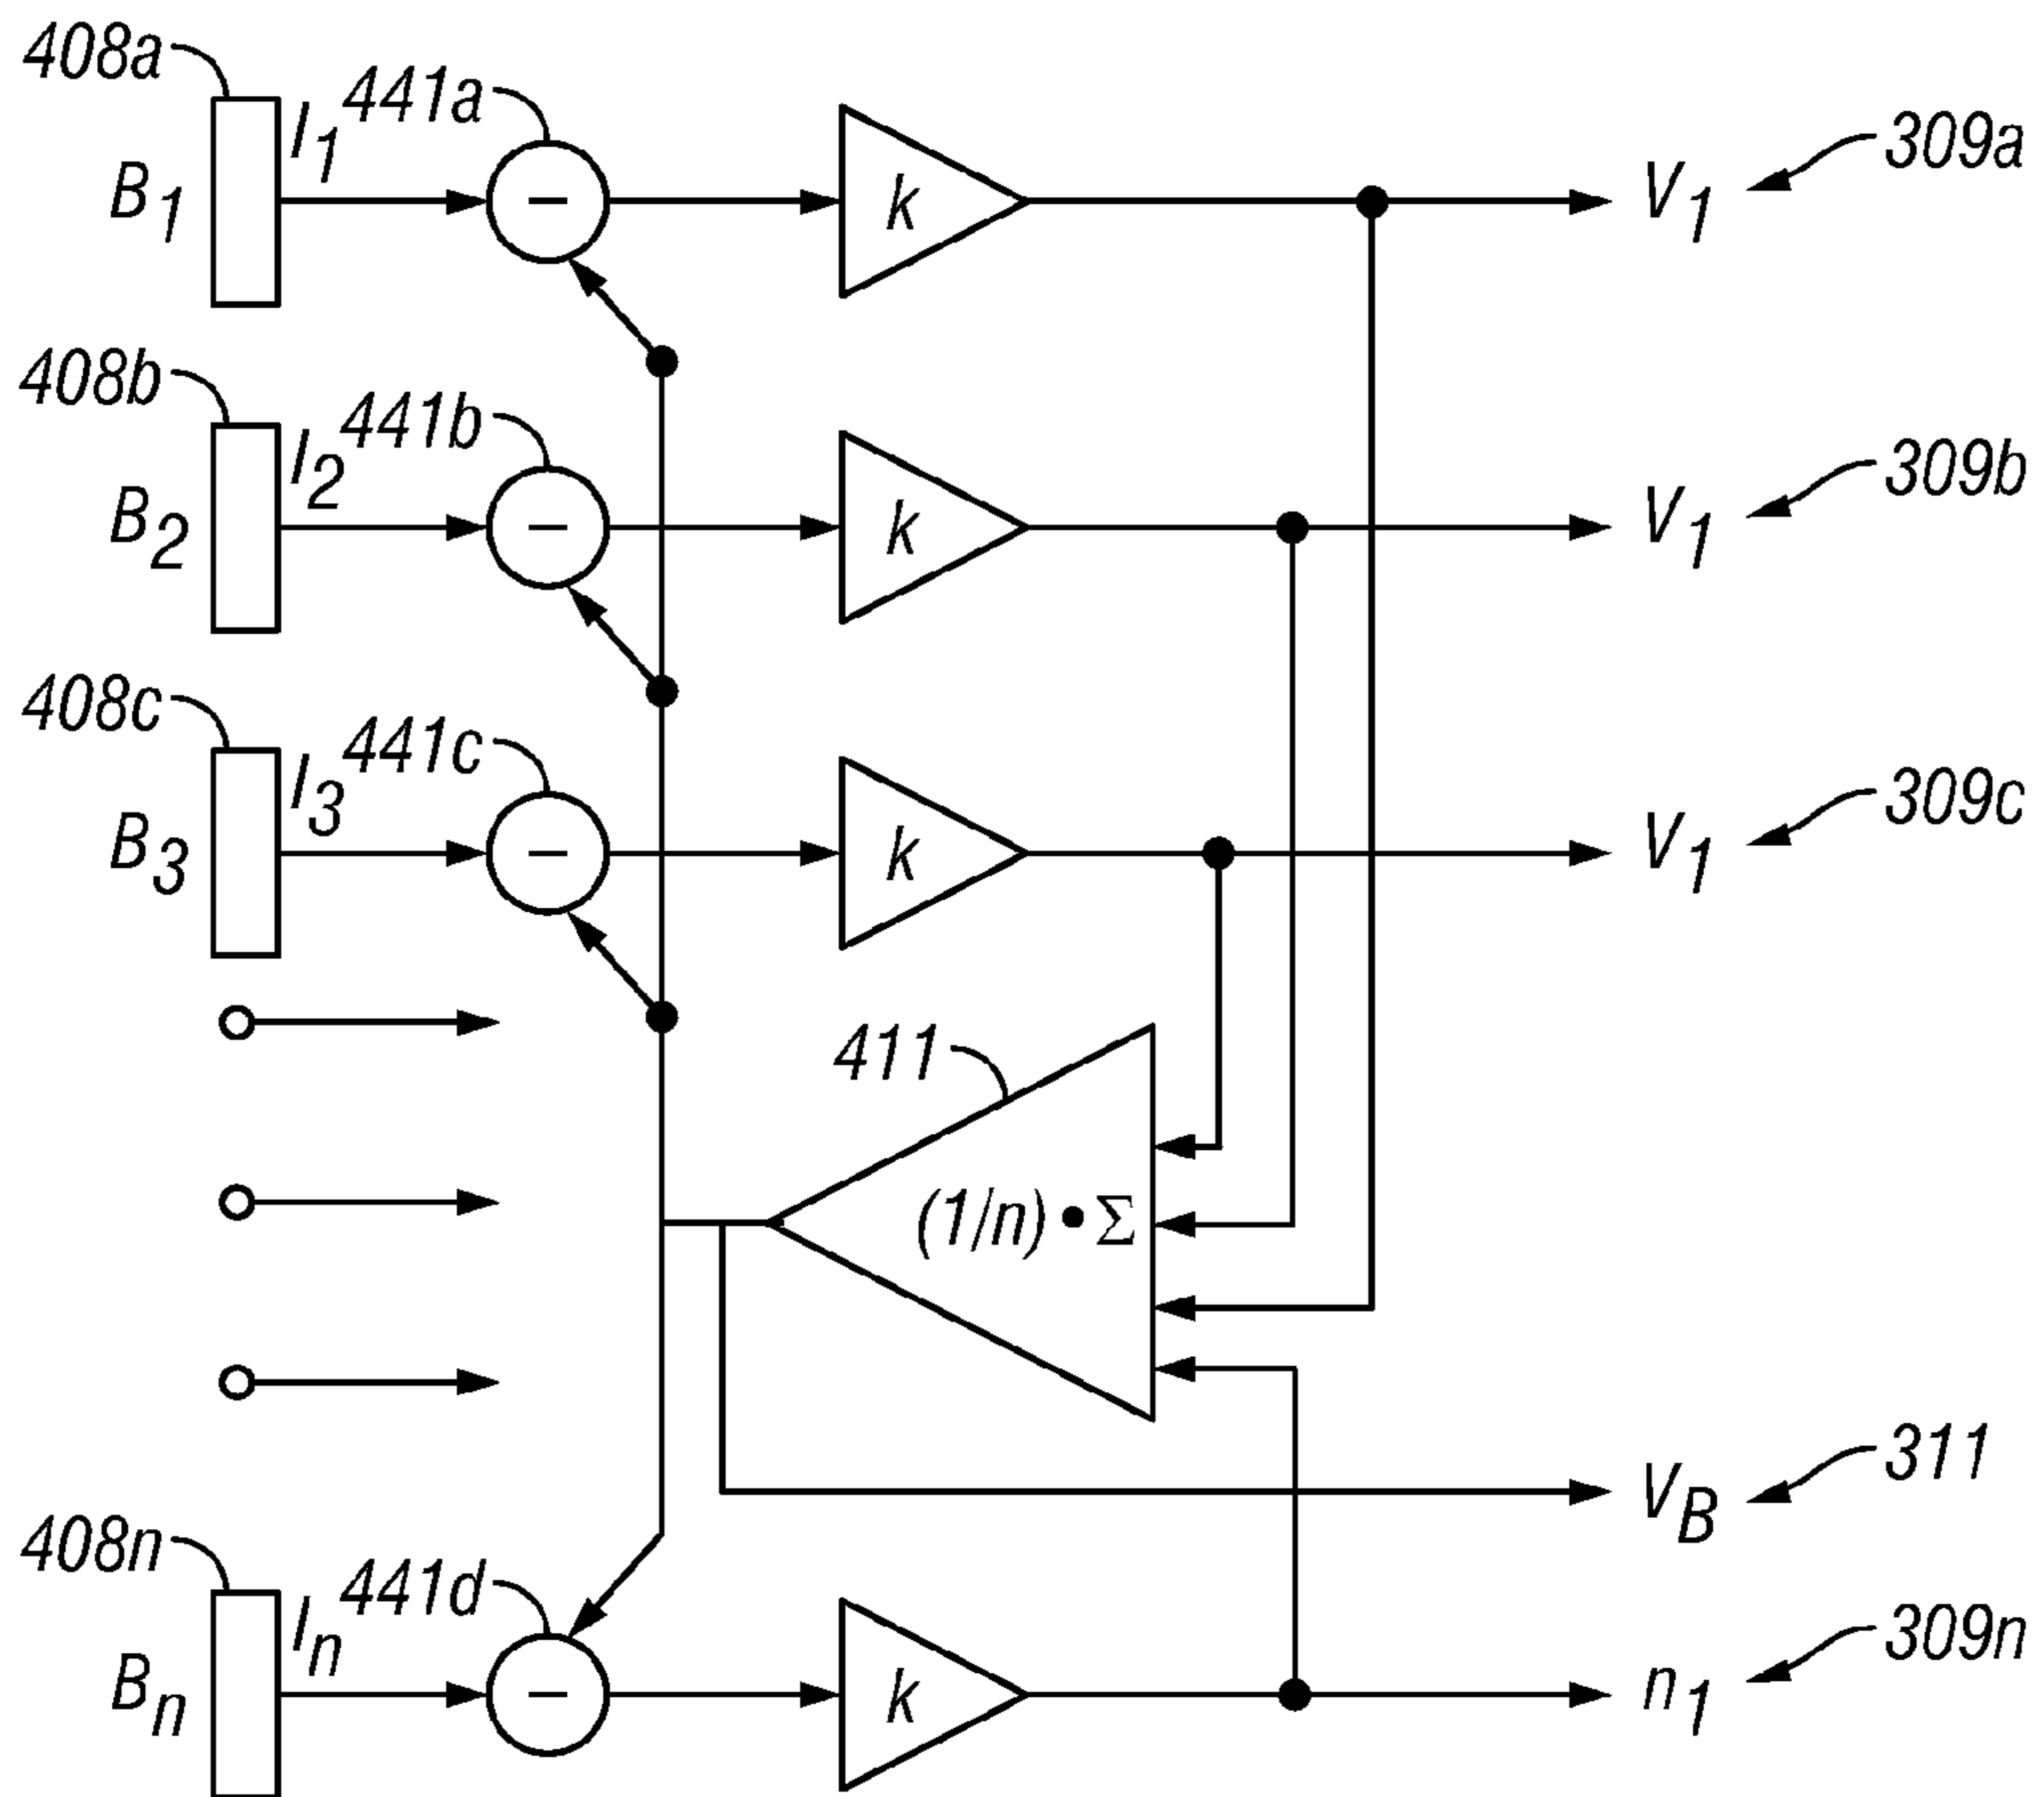 408a
B1
I1
441a
k
V1
309a
408b
B2
I2
441b
k
V1
309b
408c
B3
I3
441c
k
V1
309c
411
(1/n)•Σ
VB
311
408n
Bn
In
441d
k
n1
309n